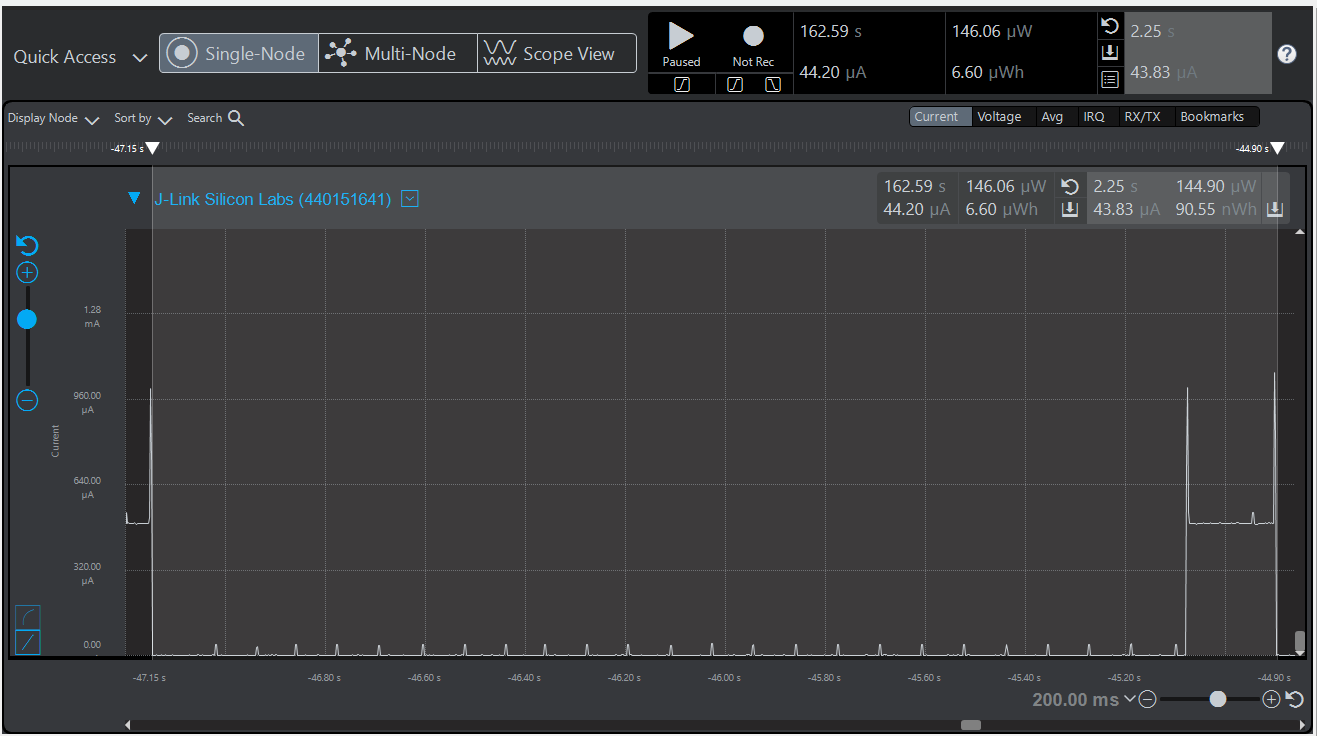 Quick Access
Single-Node
Multi-Node
Scope View
Paused
Not Rec
162.59 s
44.20 µA
146.06 µW
6.60 µWh
2.25 s
43.83 µA
?
Display Node
Sort by
Search
Current
Voltage
Avg
IRQ
RX/TX
Bookmarks
-47.15 s
-44.90 s
J-Link Silicon Labs (440151641)
162.59 s
44.20 µA
146.06 µW
6.60 µWh
2.25 s
43.83 µA
144.90 µW
90.55 nWh
1.28
mA
960.00
µA
Current
640.00
µA
320.00
µA
0.00
-47.15 s
-46.80 s
-46.60 s
-46.40 s
-46.20 s
-46.00 s
-45.80 s
-45.60 s
-45.40 s
-45.20 s
-44.90 s
200.00 ms